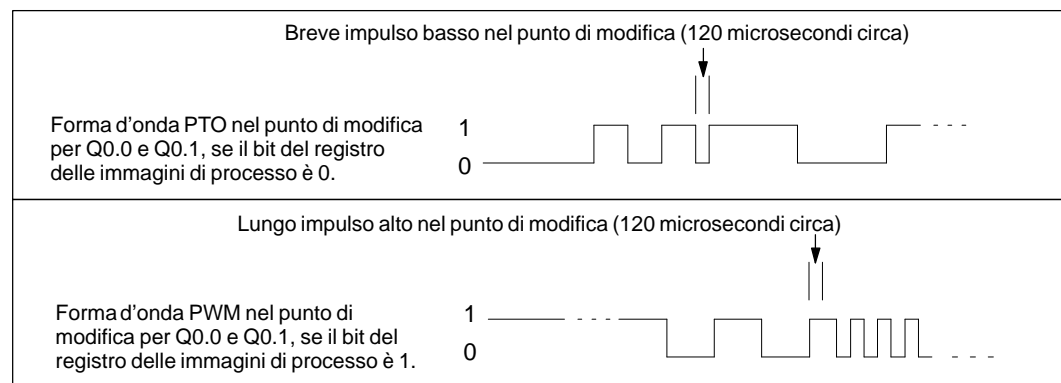 Breve impulso basso nel punto di modifica (120 microsecondi circa)
Forma d'onda PTO nel punto di modifica
per Q0.0 e Q0.1, se il bit del registro
delle immagini di processo è 0.
1
0
Lungo impulso alto nel punto di modifica (120 microsecondi circa)
Forma d'onda PWM nel punto di
modifica per Q0.0 e Q0.1, se il bit del
registro delle immagini di processo è 1.
1
0